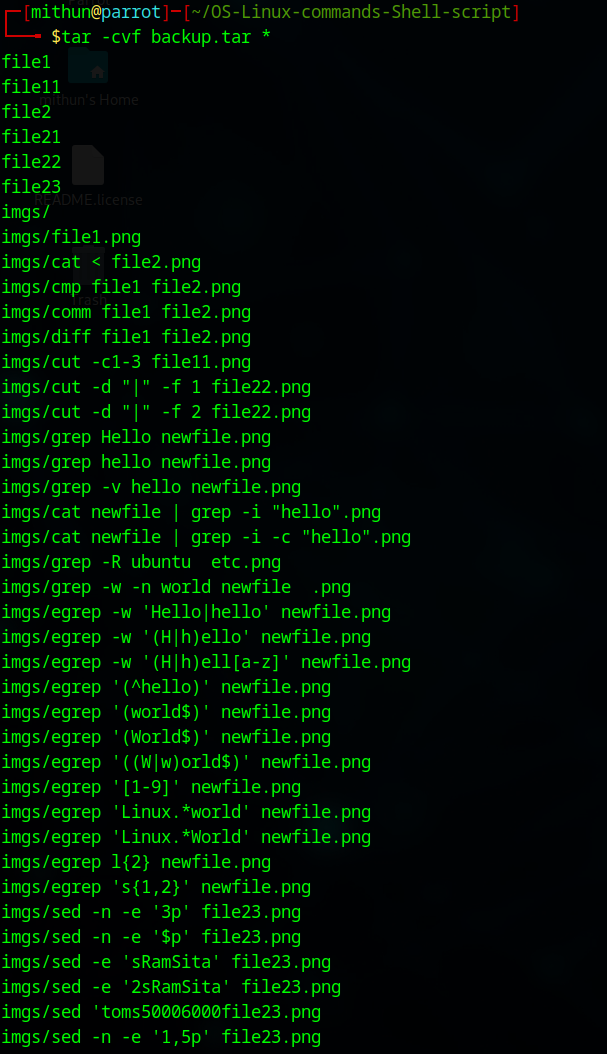 ┌─[mithun@parrot]─[~/OS-Linux-commands-Shell-script]
└──╼ $tar -cvf backup.tar *
file1
file11
mithun's Home
file2
file21
file22
file23
README.license
imgs/
imgs/file1.png
imgs/cat < file2.png
imgs/cmp file1 file2.png
Trash
imgs/comm file1 file2.png
imgs/diff file1 file2.png
imgs/cut -c1-3 file11.png
imgs/cut -d "|" -f 1 file22.png
imgs/cut -d "|" -f 2 file22.png
imgs/grep Hello newfile.png
imgs/grep hello newfile.png
imgs/grep -v hello newfile.png
imgs/cat newfile | grep -i "hello".png
imgs/cat newfile | grep -i -c "hello".png
imgs/grep -R ubuntu  etc.png
imgs/grep -w -n world newfile  .png
imgs/egrep -w 'Hello|hello' newfile.png
imgs/egrep -w '(H|h)ello' newfile.png
imgs/egrep -w '(H|h)ell[a-z]' newfile.png
imgs/egrep '(^hello)' newfile.png
imgs/egrep '(world$)' newfile.png
imgs/egrep '(World$)' newfile.png
imgs/egrep '((W|w)orld$)' newfile.png
imgs/egrep '[1-9]' newfile.png
imgs/egrep 'Linux.*world' newfile.png
imgs/egrep 'Linux.*World' newfile.png
imgs/egrep l{2} newfile.png
imgs/egrep 's{1,2}' newfile.png
imgs/sed -n -e '3p' file23.png
imgs/sed -n -e '$p' file23.png
imgs/sed -e 'sRamSita' file23.png
imgs/sed -e '2sRamSita' file23.png
imgs/sed 'toms50006000file23.png
imgs/sed -n -e '1,5p' file23.png